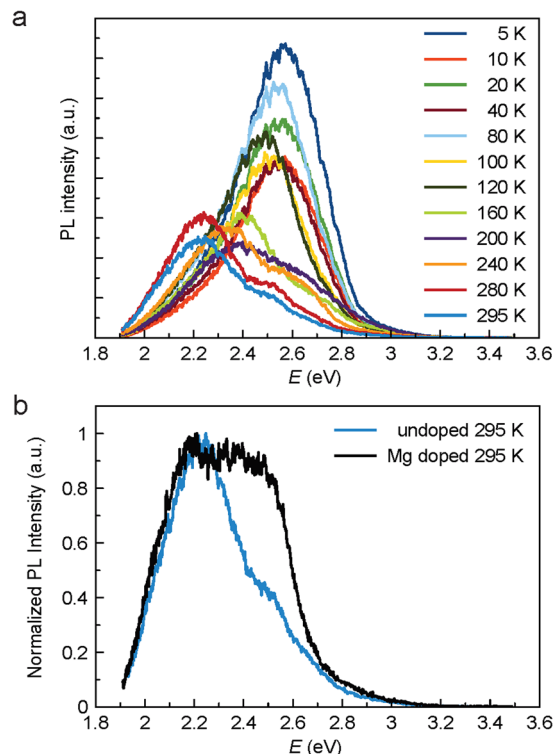 a
PL intensity (a.u.)
5 K
10 K
20 K
40 K
80 K
100 K
120 K
160 K
200 K
240 K
280 K
295 K
1.8 2 2.2 2.4 2.6 2.8 3 3.2 3.4 3.6
E (eV)
b
Normalized PL Intensity (a.u.)
1
0.8
0.6
0.4
0.2
0
undoped 295 K
Mg doped 295 K
1.8 2 2.2 2.4 2.6 2.8 3 3.2 3.4 3.6
E (eV)